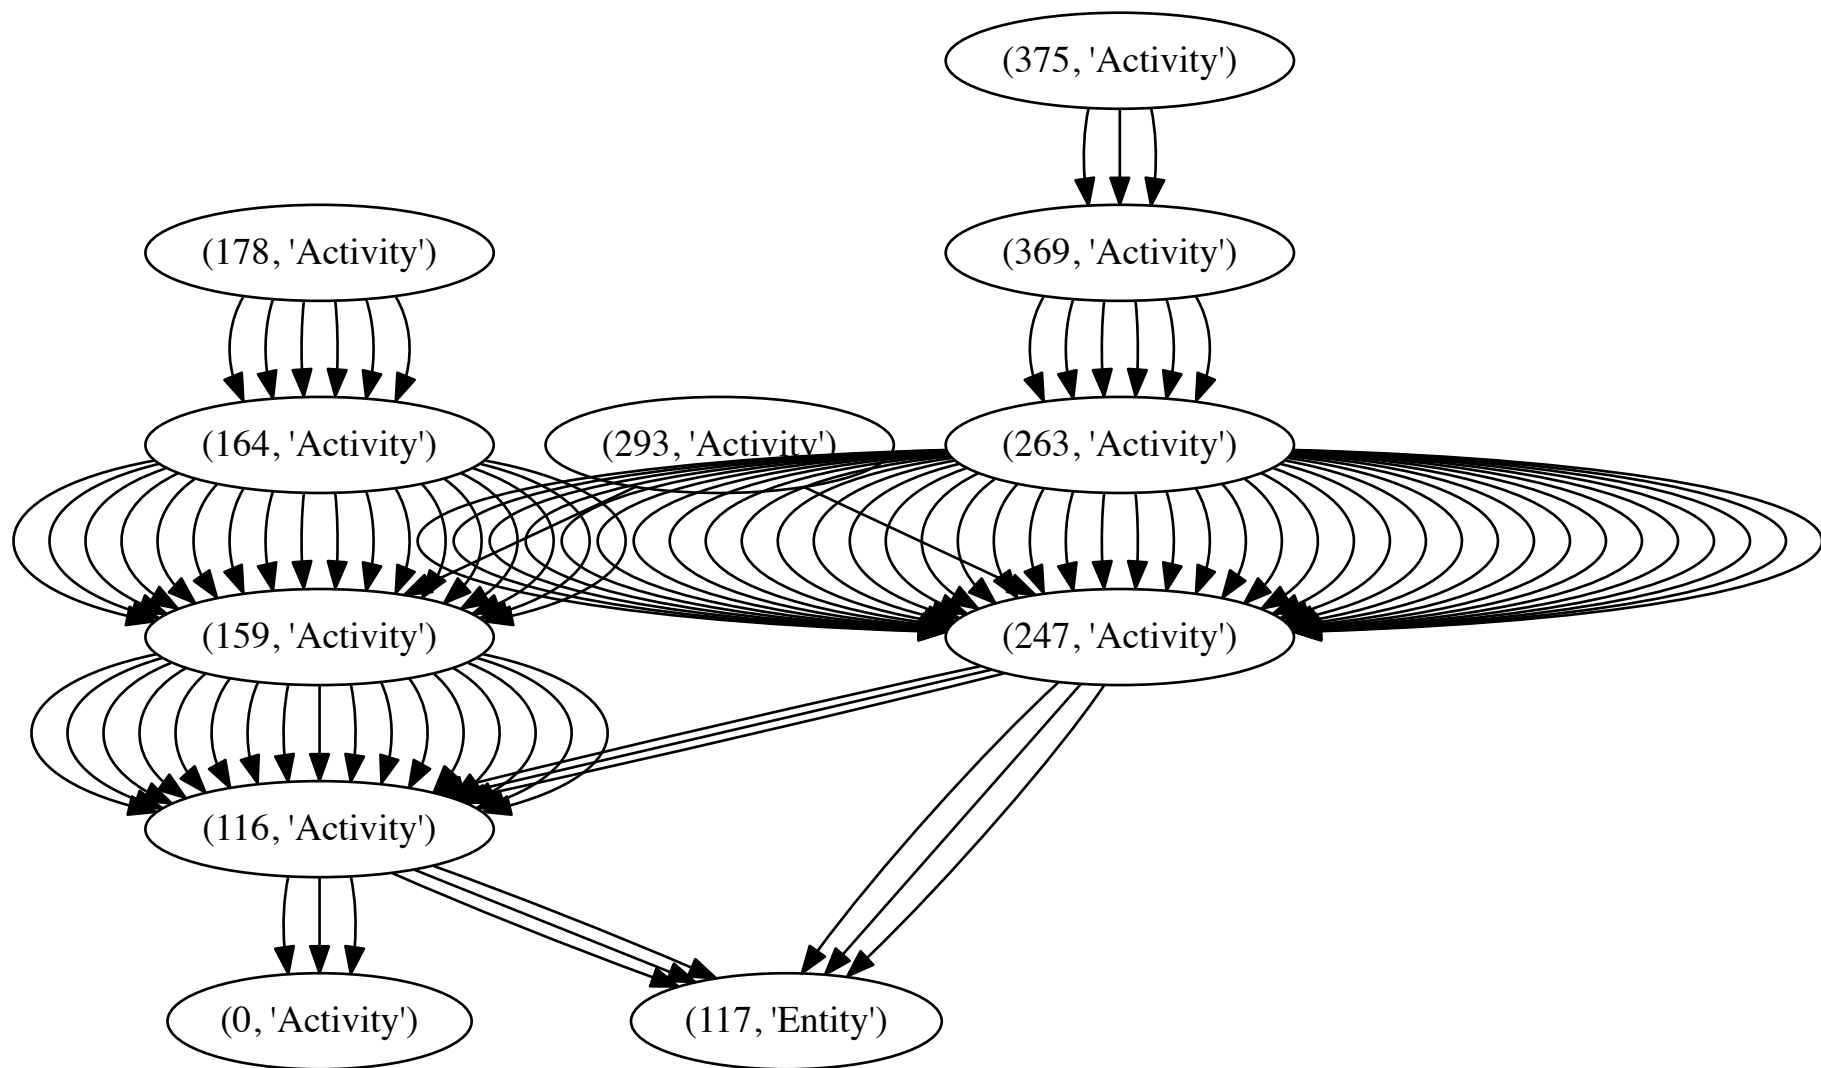 (375, 'Activity')
(178, 'Activity')
(369, 'Activity')
(164, 'Activity')
(293, 'Activity')
(263, 'Activity')
(159, 'Activity')
(247, 'Activity')
(116, 'Activity')
(0, 'Activity')
(117, 'Entity')